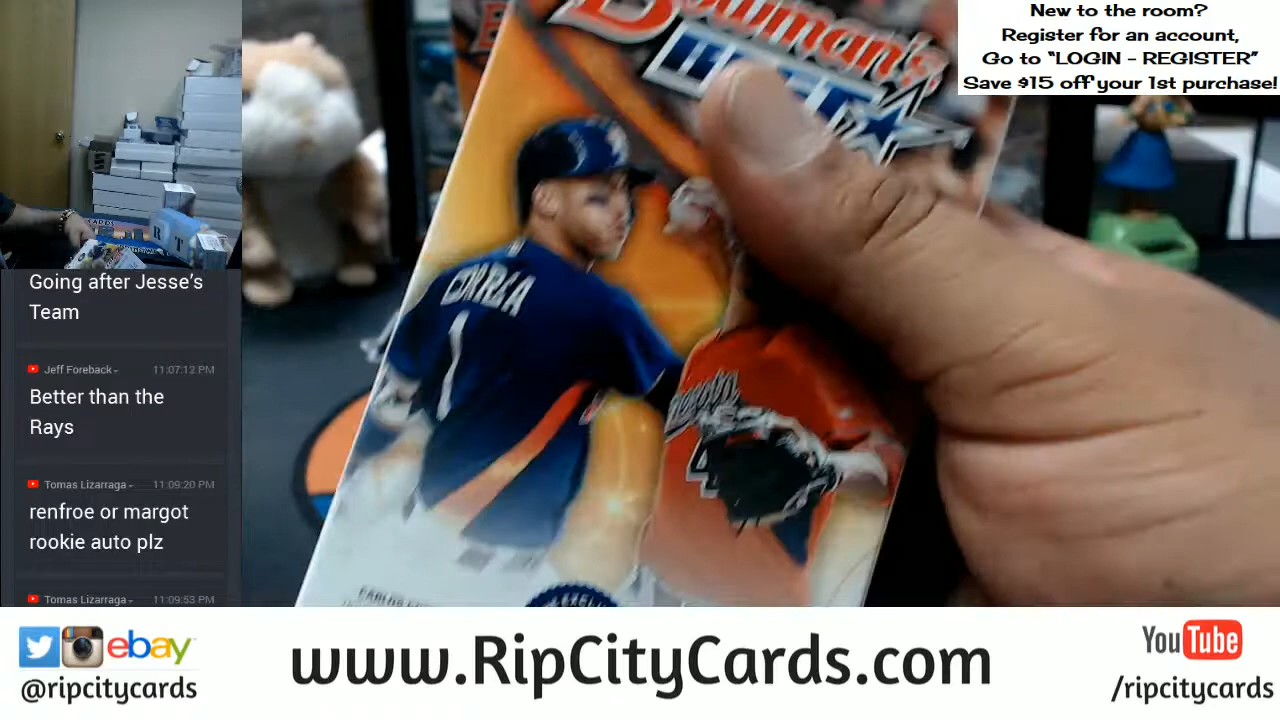 New to the room?
Register for an account,
Go to “LOGIN - REGISTER”
Save $15 off your 1st purchase!
Bowman's
BEST
CORREA
1
Going after Jesse's
Team
Jeff Foreback
11:07:12 PM
Better than the
Rays
Tomas Lizarraga
11:09:20 PM
renfroe or margot
rookie auto plz
Tomas Lizarraga
11:09:53 PM
ebay
@ripcitycards
www.RipCityCards.com
YouTube
/ripcitycards